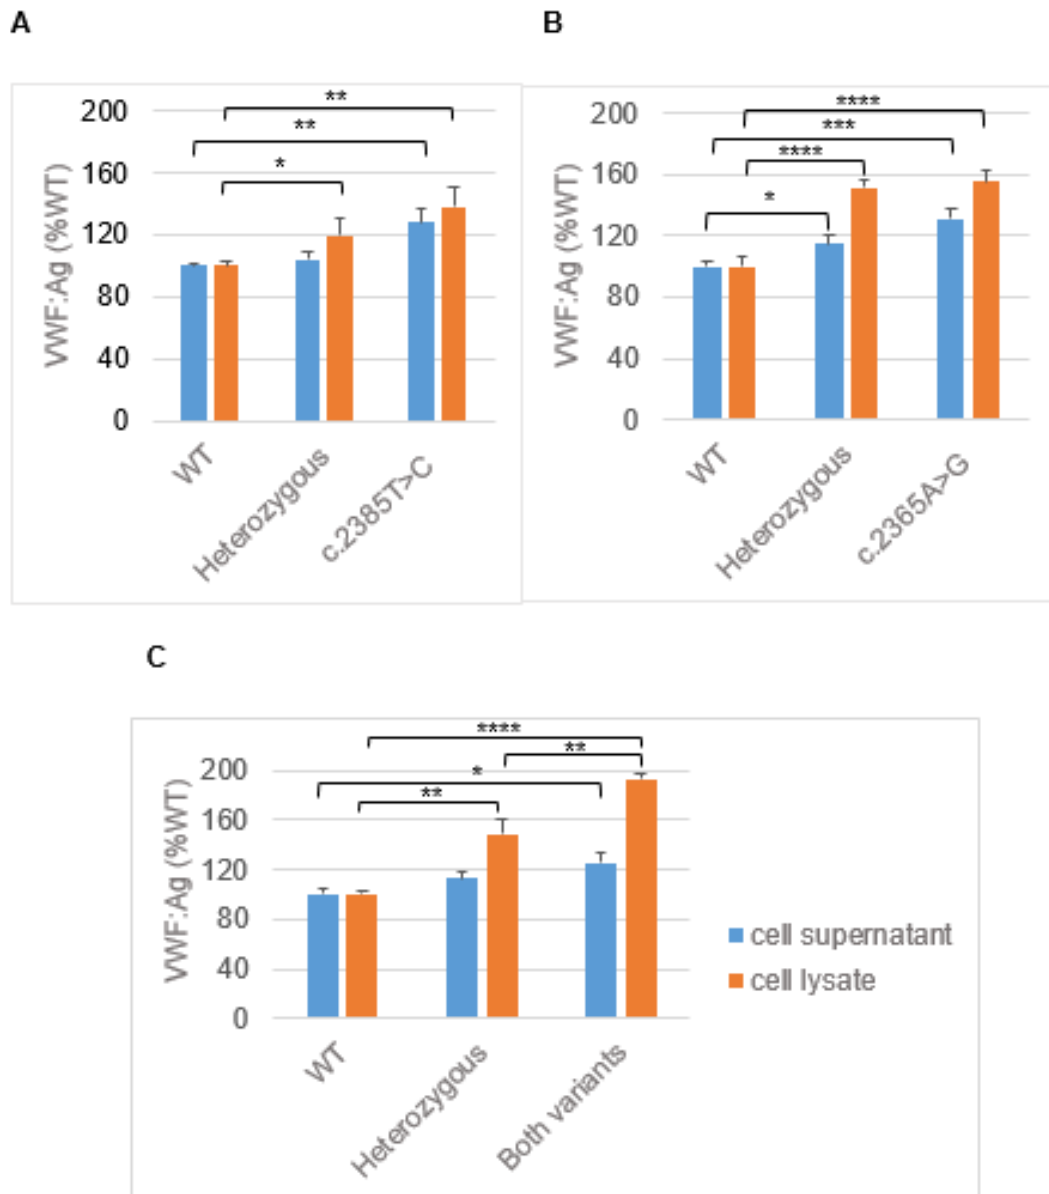 A
VWF:Ag (%WT)
200
160
120
80
40
0
**
**
*
WT
Heterozygous
c.2385T>C
B
VWF:Ag (%WT)
200
160
120
80
40
0
****
***
****
*
WT
Heterozygous
c.2365A>G
C
VWF:Ag (%WT)
200
160
120
80
40
0
****
**
*
**
WT
Heterozygous
Both variants
cell supernatant
cell lysate